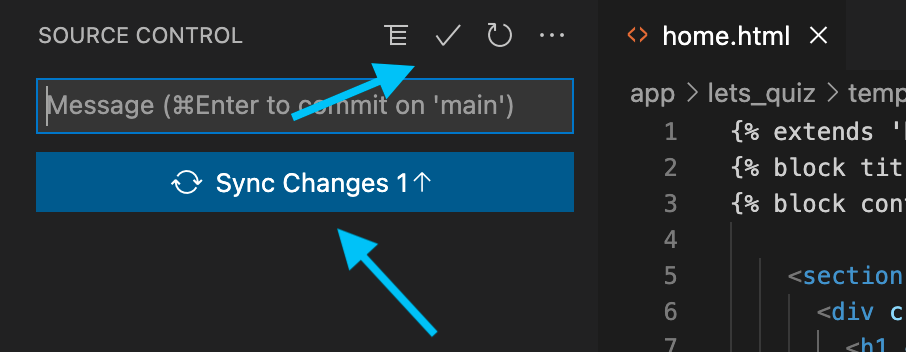 SOURCE CONTROL
home.html
Message (⌘Enter to commit on 'main')
app > lets_quiz > temp
Sync Changes 1↑
1 {% extends '
2 {% block tit
3 {% block con
4
5 <section
6 <div c
7 <h1